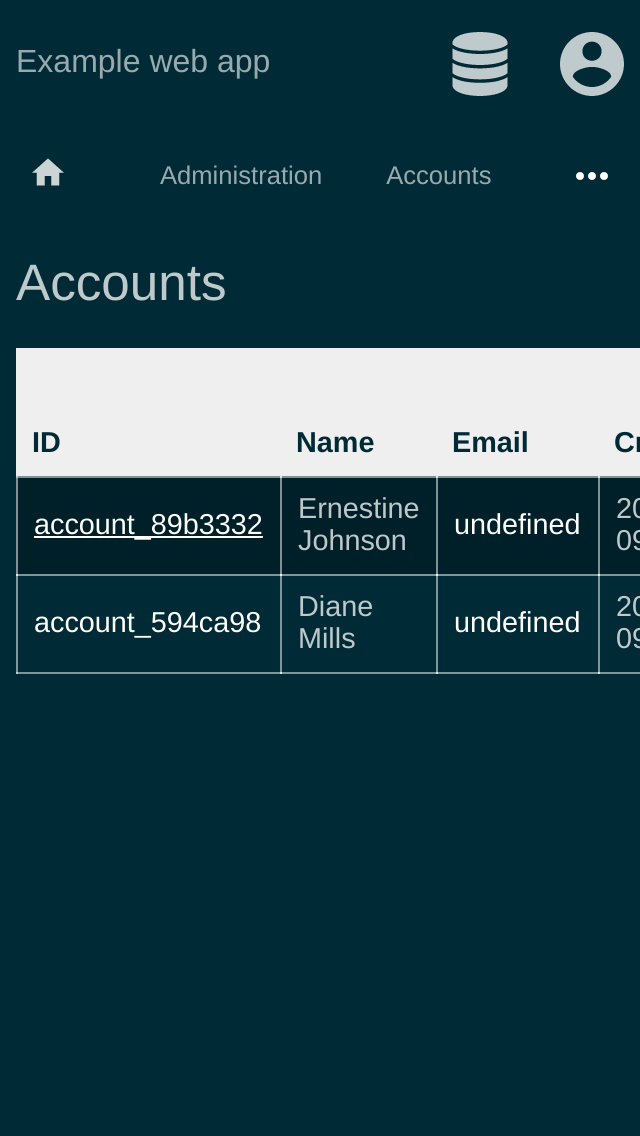 Example web app
Administration Accounts
Accounts
ID Name Email Cr
account_89b3332 Ernestine Johnson undefined 20 09
account_594ca98 Diane Mills undefined 20 09